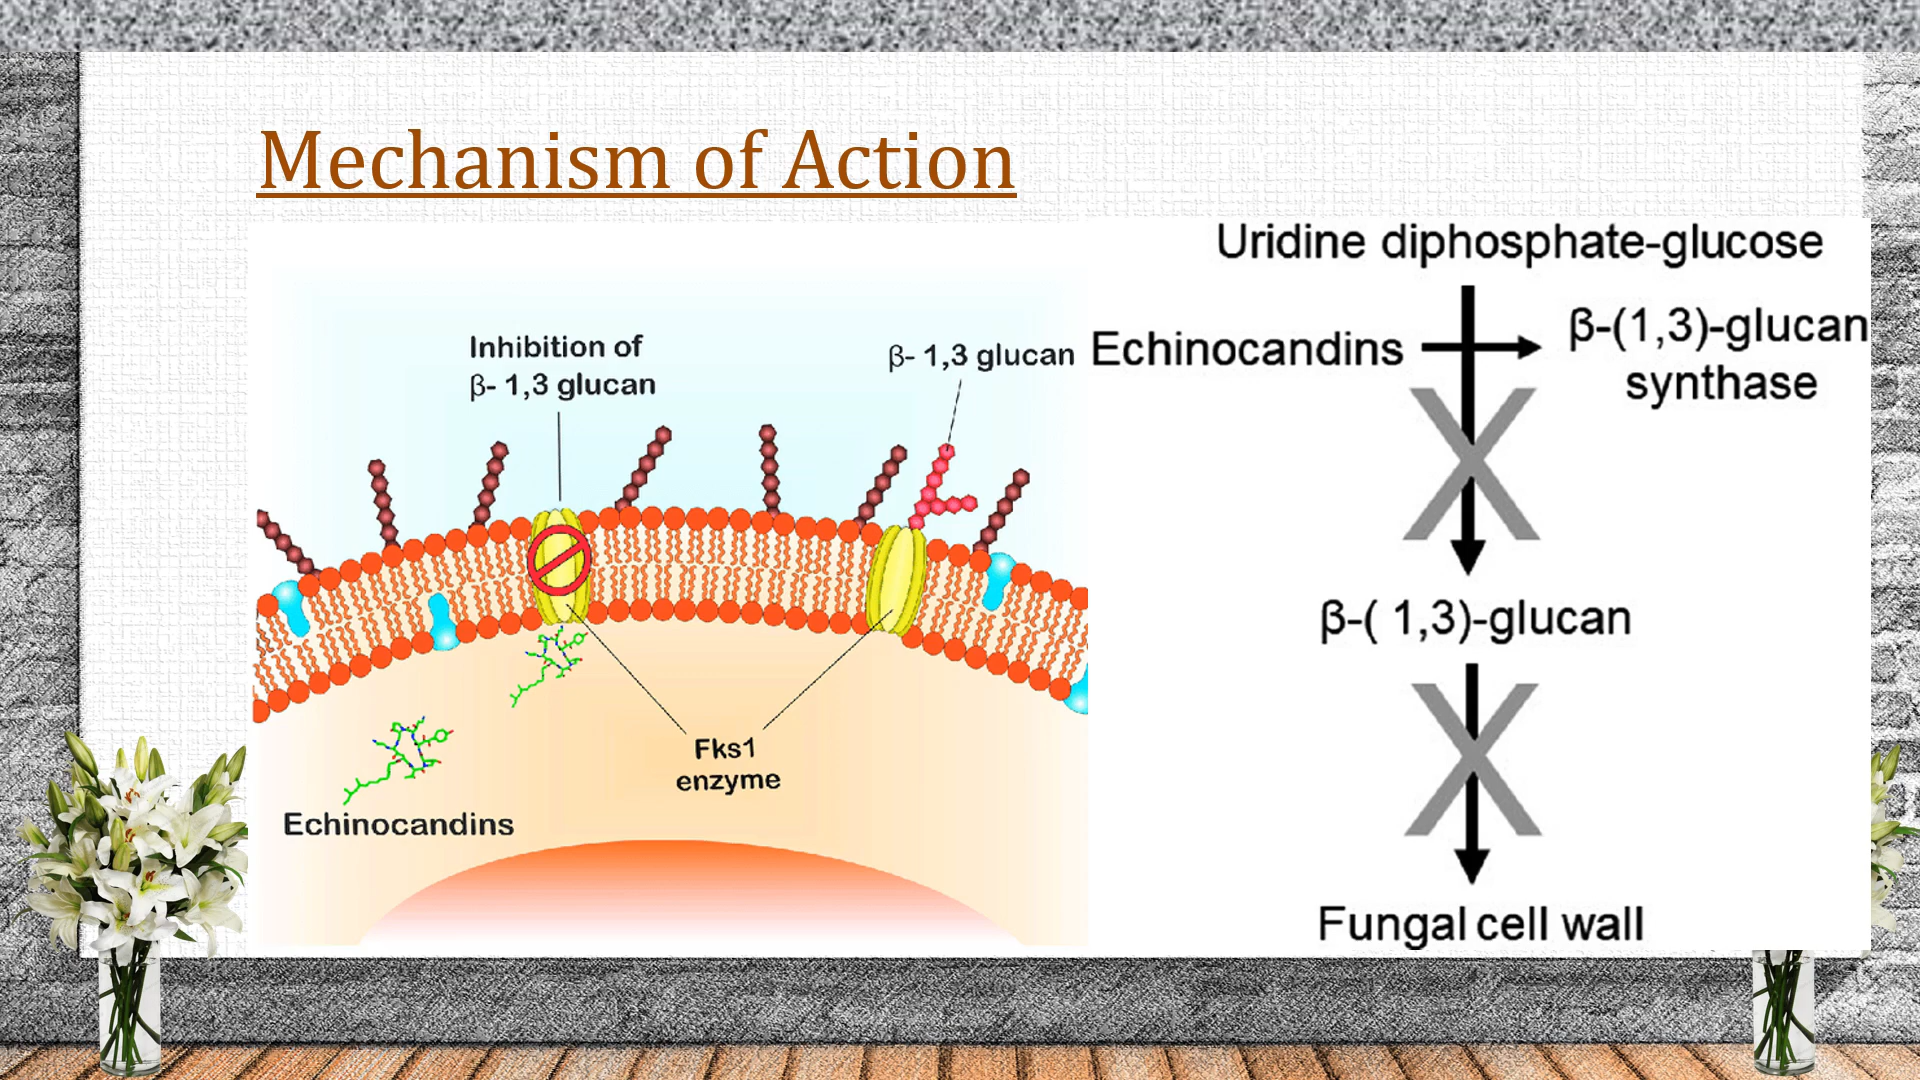 Mechanism of Action
Inhibition of
β- 1,3 glucan
β- 1,3 glucan
Fks1
enzyme
Echinocandins
Uridine diphosphate-glucose
Echinocandins
β-(1,3)-glucan
synthase
β-( 1,3)-glucan
Fungal cell wall